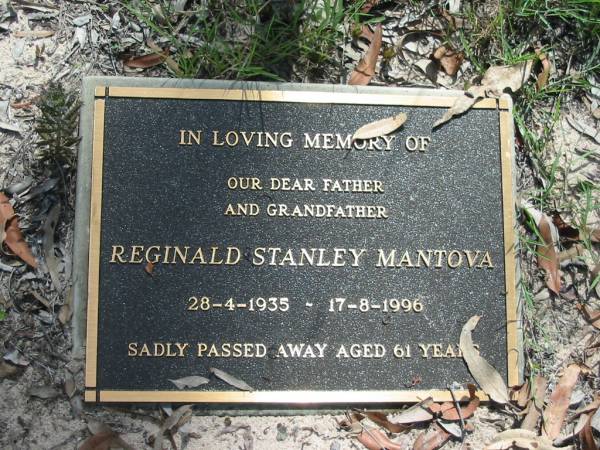 IN LOVING MEMORY OF
OUR DEAR FATHER
AND GRANDFATHER
REGINALD STANLEY MANTOVA
28-4-1935 - 17-8-1996
SADLY PASSED AWAY AGED 61 YEARS